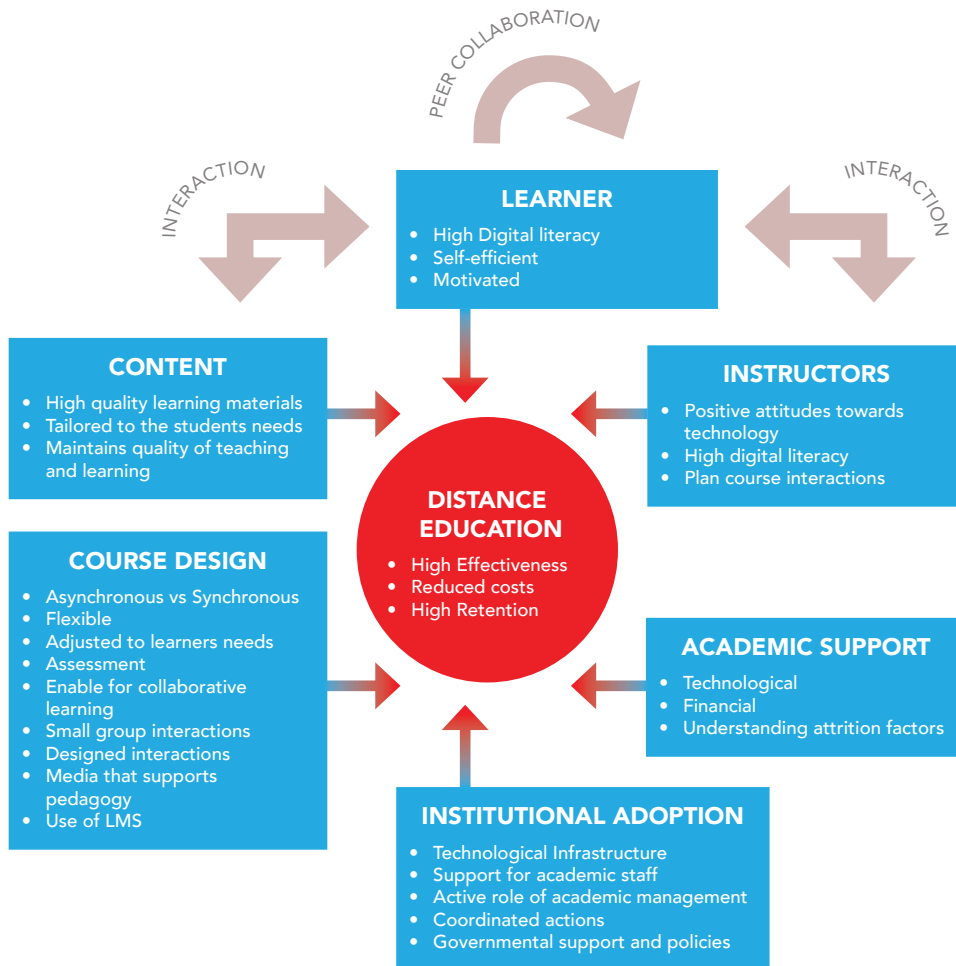 PEER COLLABORATION
INTERACTION
INTERACTION
LEARNER
• High Digital literacy
• Self-efficient
• Motivated
CONTENT
• High quality learning materials
• Tailored to the students needs
• Maintains quality of teaching
and learning
INSTRUCTORS
• Positive attitudes towards
technology
• High digital literacy
• Plan course interactions
DISTANCE
EDUCATION
• High Effectiveness
• Reduced costs
• High Retention
COURSE DESIGN
• Asynchronous vs Synchronous
• Flexible
• Adjusted to learners needs
• Assessment
• Enable for collaborative
learning
• Small group interactions
• Designed interactions
• Media that supports
pedagogy
• Use of LMS
ACADEMIC SUPPORT
• Technological
• Financial
• Understanding attrition factors
INSTITUTIONAL ADOPTION
• Technological Infrastructure
• Support for academic staff
• Active role of academic management
• Coordinated actions
• Governmental support and policies